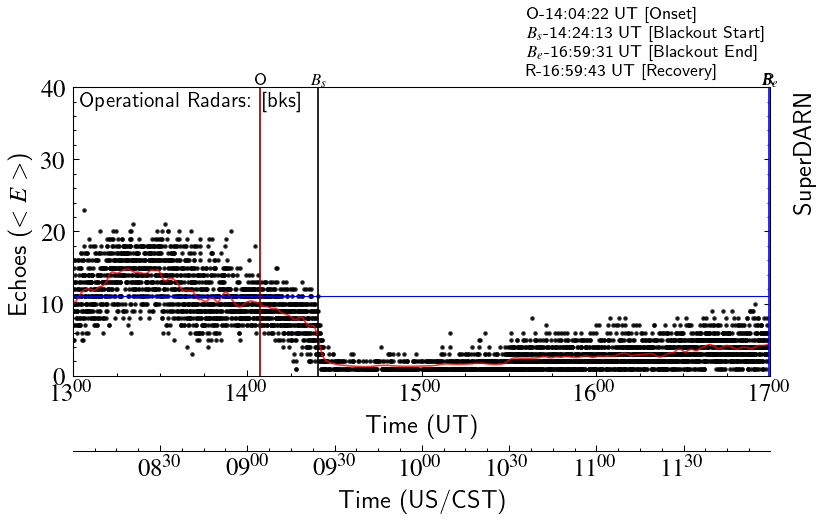 O-14:04:22 UT [Onset]
Bs-14:24:13 UT [Blackout Start]
Be-16:59:31 UT [Blackout End]
R-16:59:43 UT [Recovery]
O Bs
Operational Radars: [bks]
SuperDARN
Echoes (< E >)
40
30
20
10
0
13⁰⁰ 14⁰⁰ 15⁰⁰ 16⁰⁰ 17⁰⁰
Time (UT)
08³⁰ 09⁰⁰ 09³⁰ 10⁰⁰ 10³⁰ 11⁰⁰ 11³⁰
Time (US/CST)